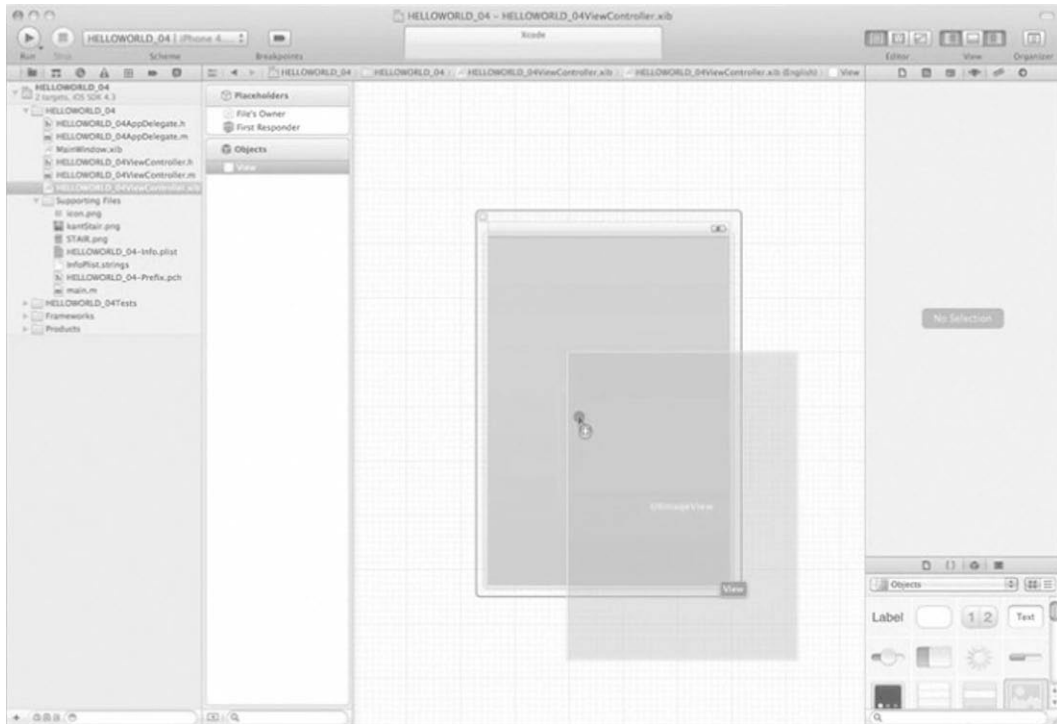 HELLOWORLD_04 – HELLOWORLD_04ViewController.xib
HELLOWORLD_04 | iPhone 4....
Xcode
Run Stop Scheme Breakpoints Editor View Organizer
HELLOWORLD_04 HELLOWORLD_04 HELLOWORLD_04ViewController.xib HELLOWORLD_04ViewController.xib (English) View
HELLOWORLD_04
2 targets, iOS SDK 4.3
HELLOWORLD_04
HELLOWORLD_04AppDelegate.h
HELLOWORLD_04AppDelegate.m
MainWindow.xib
HELLOWORLD_04ViewController.h
HELLOWORLD_04ViewController.m
HELLOWORLD_04ViewController.xib
Supporting Files
icon.png
kantStair.png
STAIR.png
HELLOWORLD_04-Info.plist
InfoPlist.strings
HELLOWORLD_04-Prefix.pch
main.m
HELLOWORLD_04Tests
Frameworks
Products
Placeholders
File's Owner
First Responder
Objects
View
UIImageView
View
No Selection
Objects
Label 1 2 Text